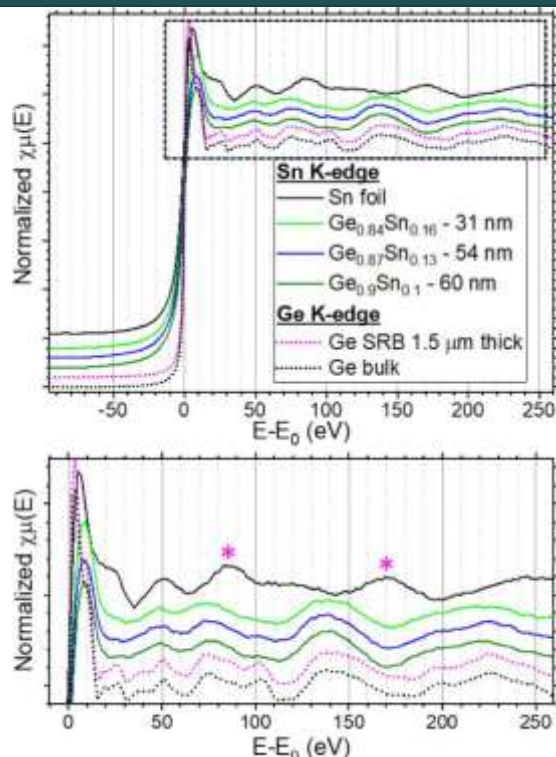 Normalized χμ(E)
Sn K-edge
Sn foil
Ge0.84Sn0.16 - 31 nm
Ge0.87Sn0.13 - 54 nm
Ge0.9Sn0.1 - 60 nm
Ge K-edge
Ge SRB 1.5 μm thick
Ge bulk
-50 0 50 100 150 200 250
E-E0 (eV)
Normalized χμ(E)
* *
0 50 100 150 200 250
E-E0 (eV)